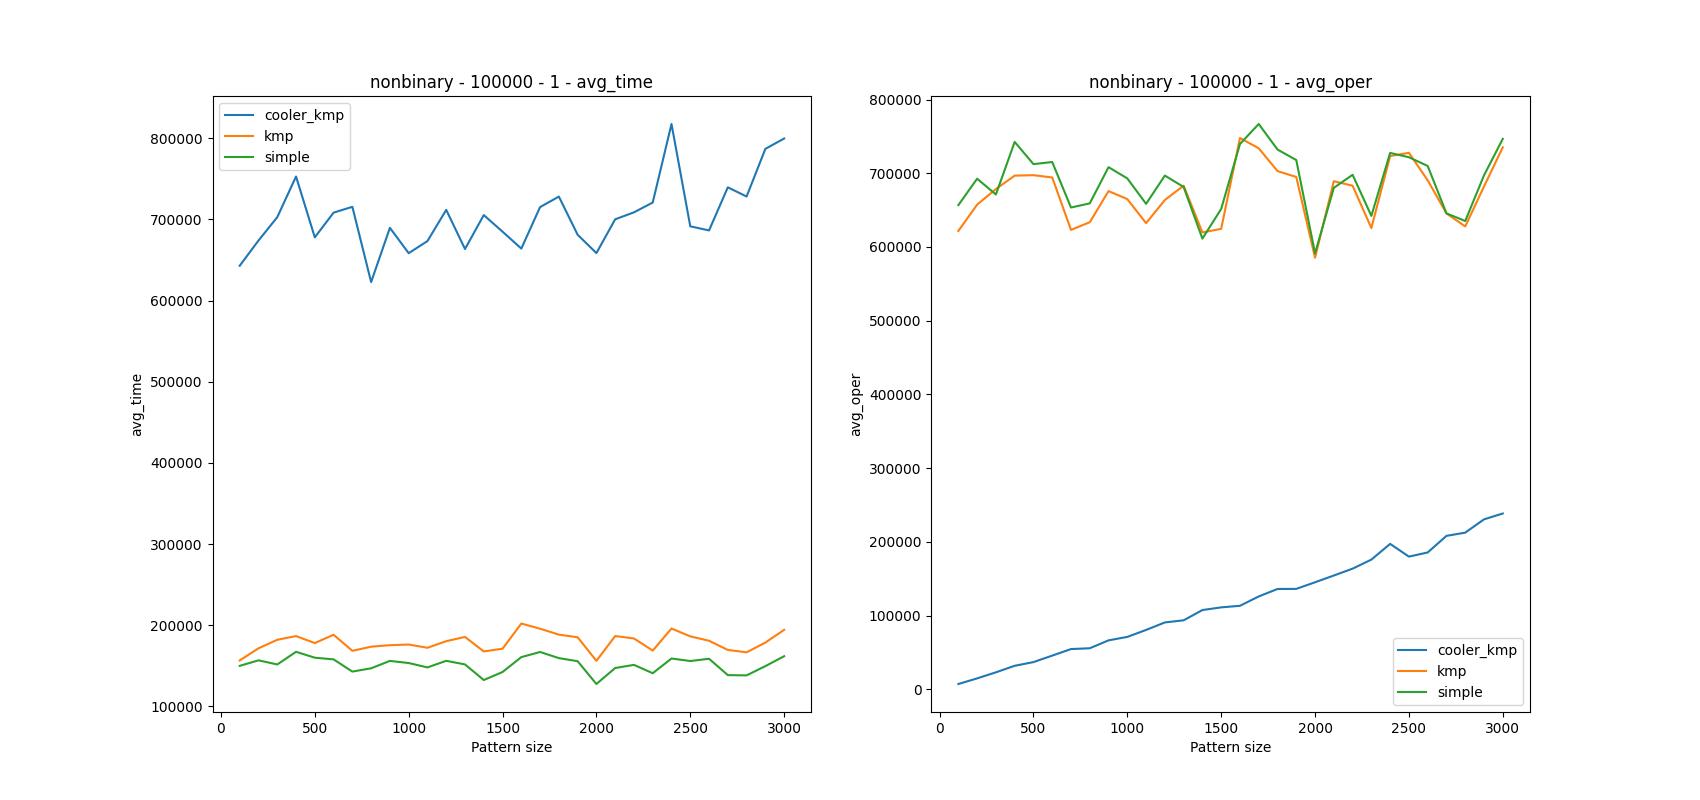 nonbinary - 100000 - 1 - avg_time
cooler_kmp
kmp
simple
800000
700000
600000
500000
400000
300000
200000
100000
avg_time
0 500 1000 1500 2000 2500 3000
Pattern size
nonbinary - 100000 - 1 - avg_oper
800000
700000
600000
500000
400000
300000
200000
100000
0
avg_oper
cooler_kmp
kmp
simple
0 500 1000 1500 2000 2500 3000
Pattern size